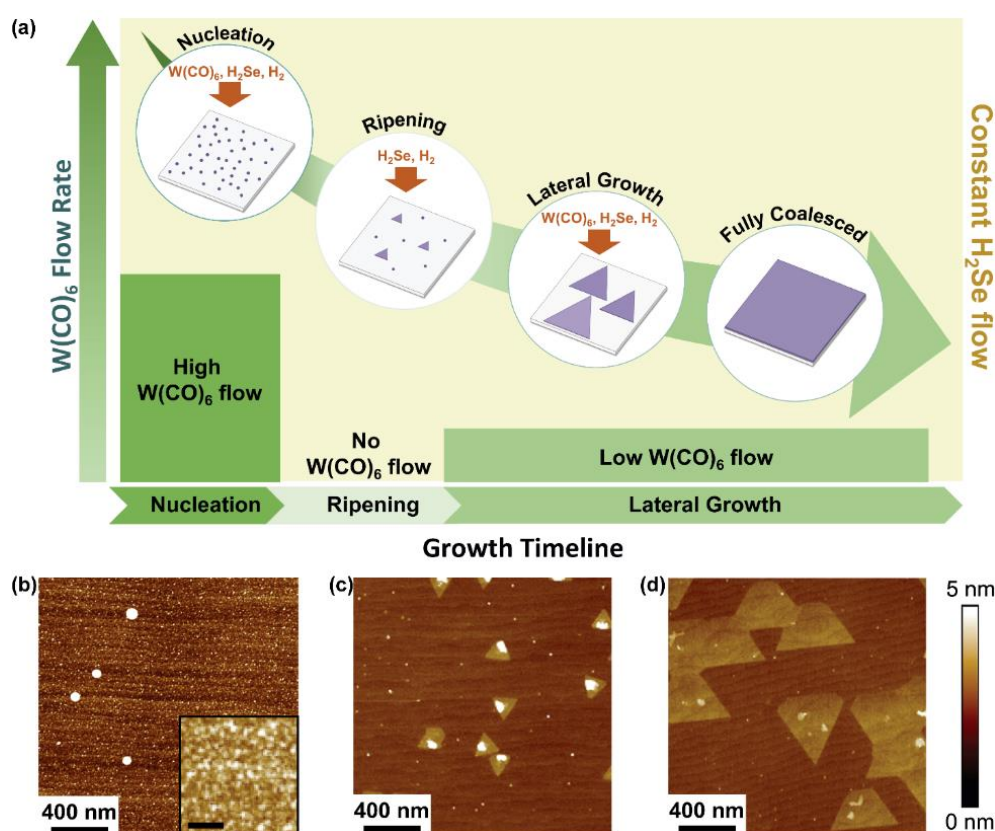 (a)
W(CO)₆ Flow Rate
Nucleation
W(CO)₆, H₂Se, H₂
Ripening
H₂Se, H₂
Lateral Growth
W(CO)₆, H₂Se, H₂
Fully Coalesced
Constant H₂Se flow
High
W(CO)₆ flow
No
W(CO)₆ flow
Low W(CO)₆ flow
Nucleation
Ripening
Lateral Growth
Growth Timeline
(b)
400 nm
(c)
400 nm
(d)
400 nm
5 nm
0 nm